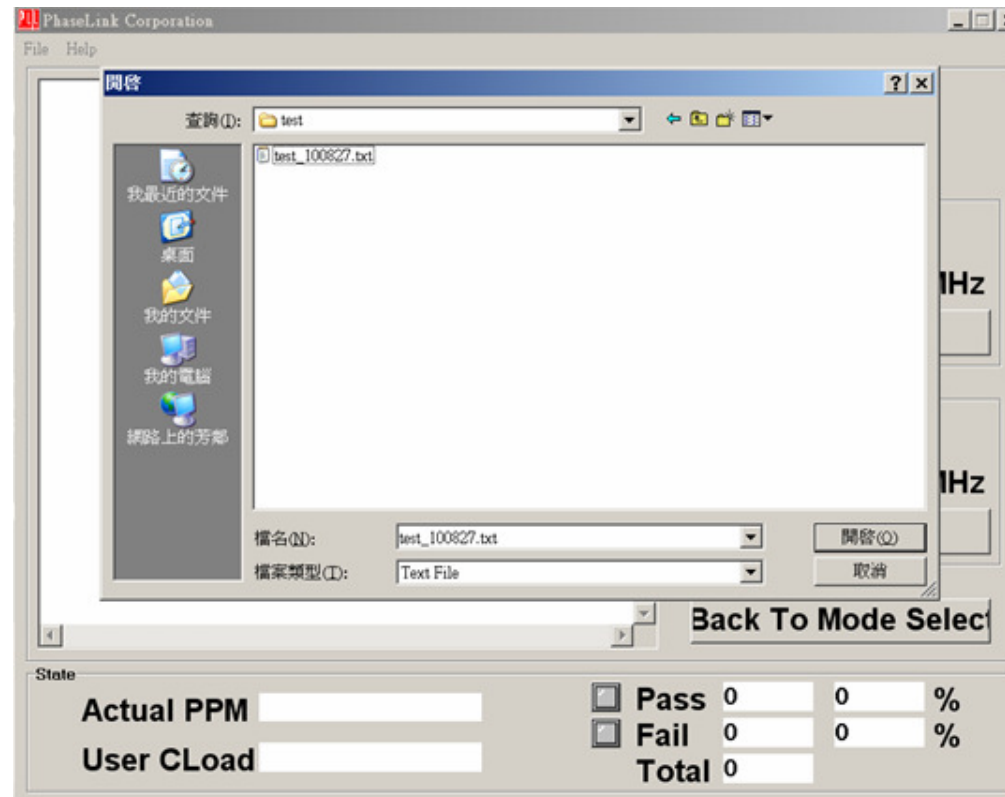 PhaseLink Corporation
File Help
開啓
查詢(I): test
test_100827.txt
我最近的文件
桌面
我的文件
我的電腦
網路上的芳鄰
檔名(N): test_100827.txt 開啓(O)
檔案類型(T): Text File 取消
MHz
MHz
Back To Mode Select
State
Actual PPM
User CLoad
Pass 0 0 %
Fail 0 0 %
Total 0